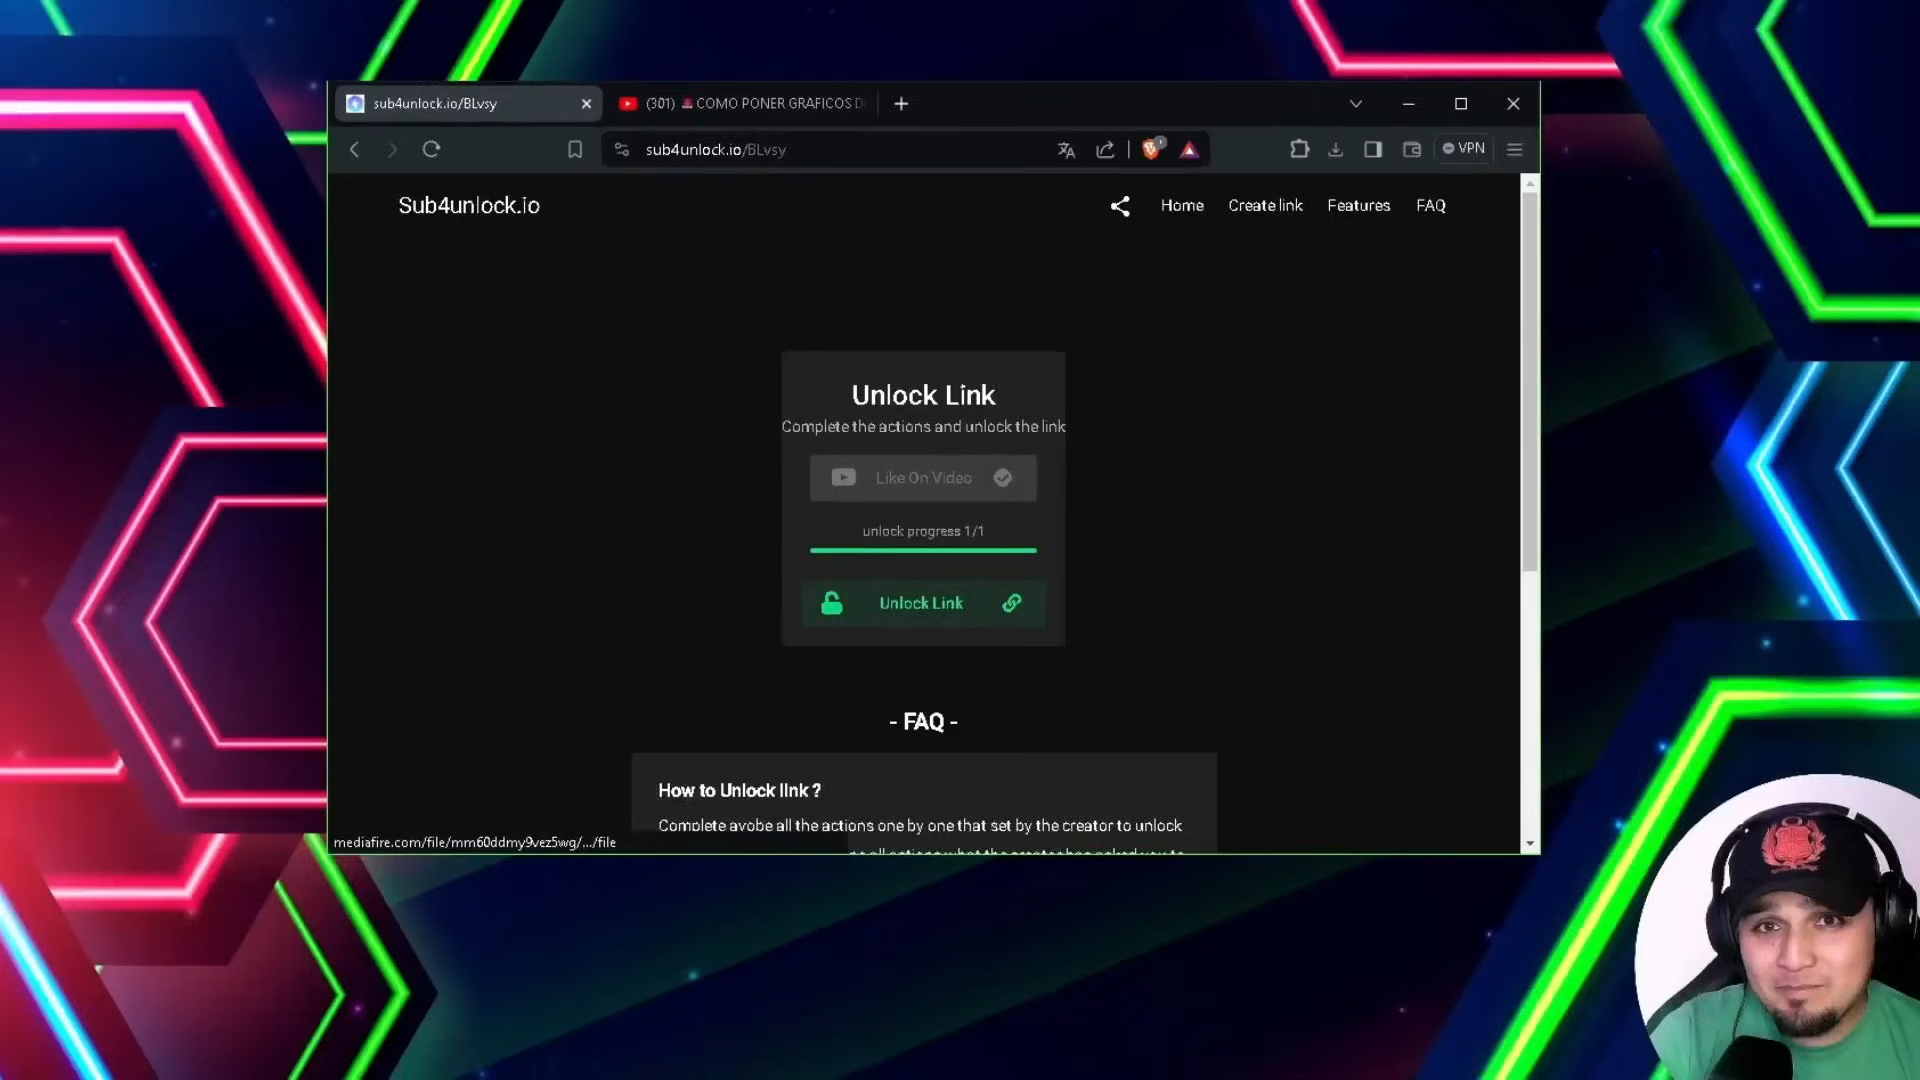 sub4unlock.io/BLvsy
(301) 🚨COMO PONER GRAFICOS D
sub4unlock.io/BLvsy
VPN
Sub4unlock.io
Home
Create link
Features
FAQ
Unlock Link
Complete the actions and unlock the link
Like On Video
unlock progress 1/1
Unlock Link
- FAQ -
How to Unlock link ?
Complete avobe all the actions one by one that set by the creator to unlock
mediafire.com/file/mm60ddmy9vez5wg/.../file